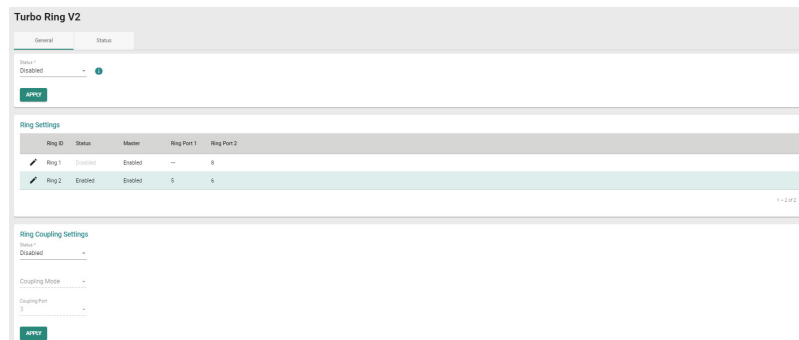 Turbo Ring V2
General Status
Status *
Disabled
i
APPLY
Ring Settings
Ring ID Status Master Ring Port 1 Ring Port 2
Ring 1 Disabled Enabled -- 8
Ring 2 Enabled Enabled 5 6
1 – 2 of 2
Ring Coupling Settings
Status *
Disabled
Coupling Mode
Coupling Port
3
APPLY